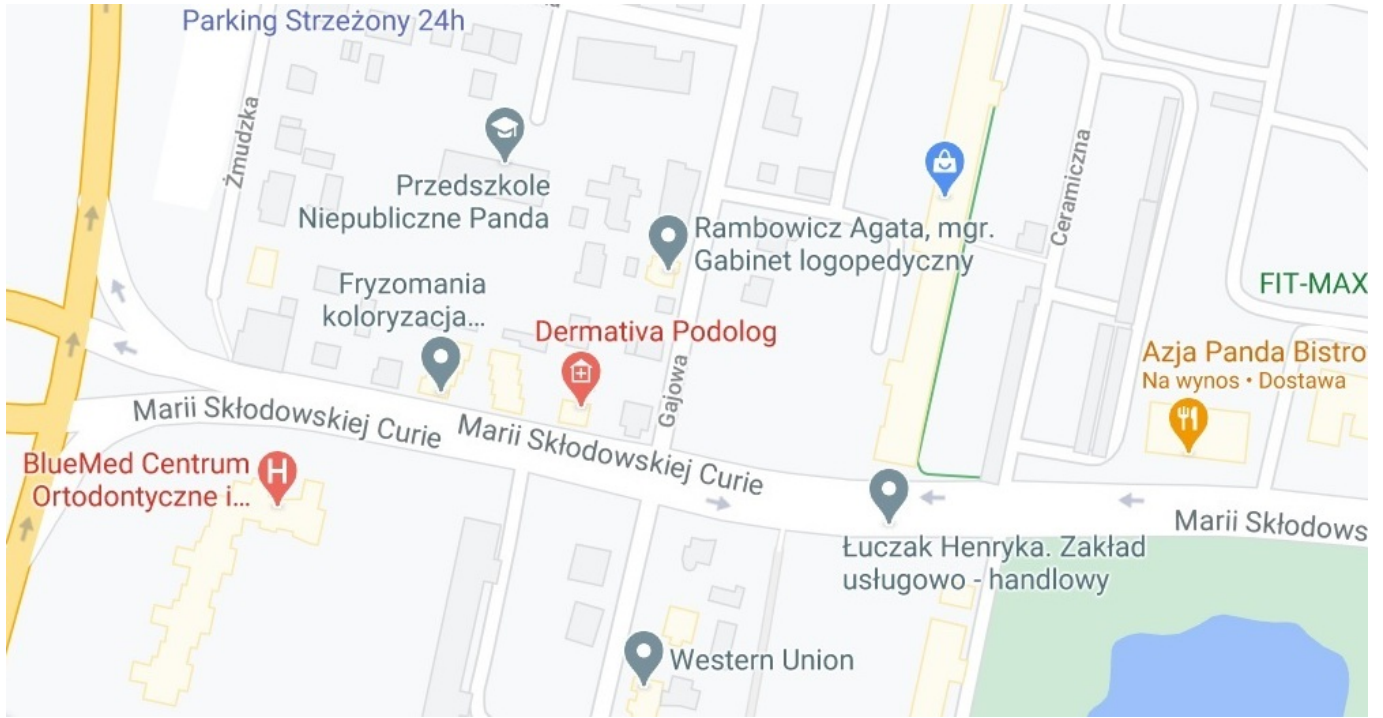 Parking Strzeżony 24h
Żmudzka
Przedszkole
Niepubliczne Panda
Ceramiczna
Rambowicz Agata, mgr.
Gabinet logopedyczny
Fryzomania
koloryzacja...
FIT-MAX
Dermativa Podolog
Gajowa
Azja Panda Bistro
Na wynos • Dostawa
Marii Skłodowskiej Curie
Marii Skłodowskiej Curie
BlueMed Centrum
Ortodontyczne i...
H
Marii Skłodows
Łuczak Henryka. Zakład
usługowo - handlowy
Western Union